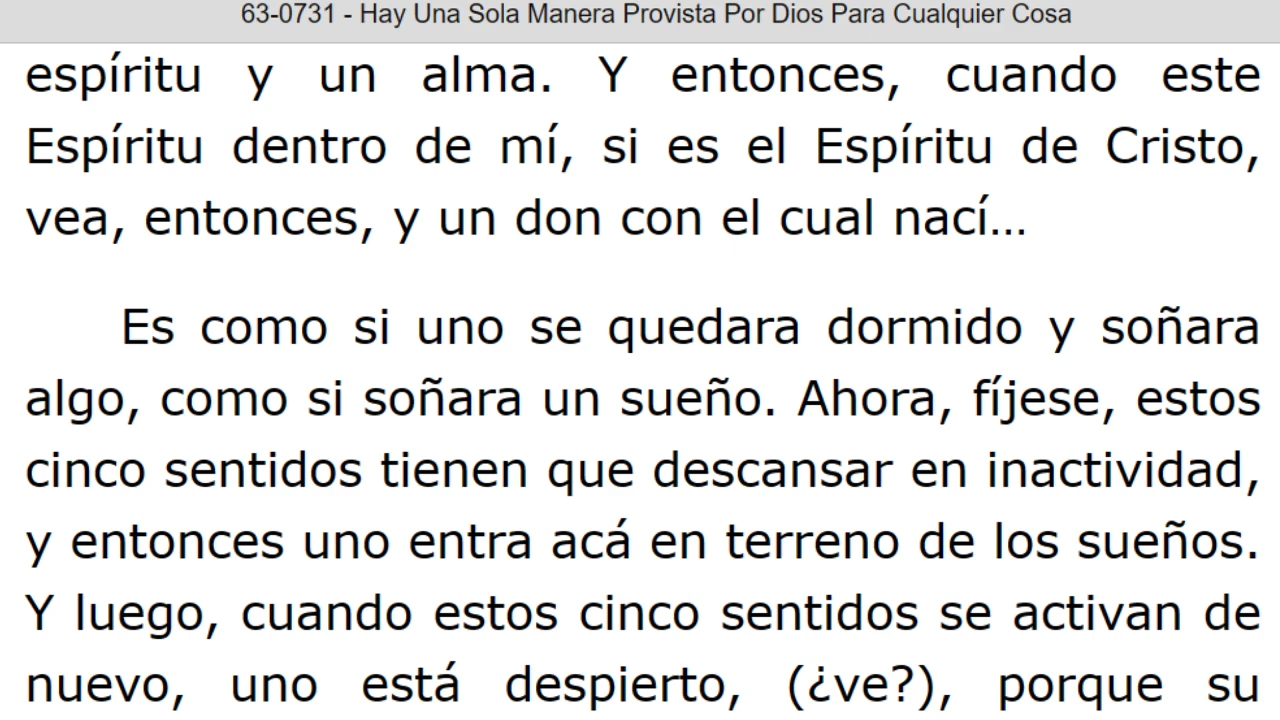 63-0731 - Hay Una Sola Manera Provista Por Dios Para Cualquier Cosa
espíritu y un alma. Y entonces, cuando este
Espíritu dentro de mí, si es el Espíritu de Cristo,
vea, entonces, y un don con el cual nací...
Es como si uno se quedara dormido y soñara
algo, como si soñara un sueño. Ahora, fíjese, estos
cinco sentidos tienen que descansar en inactividad,
y entonces uno entra acá en terreno de los sueños.
Y luego, cuando estos cinco sentidos se activan de
nuevo, uno está despierto, (¿ve?), porque su